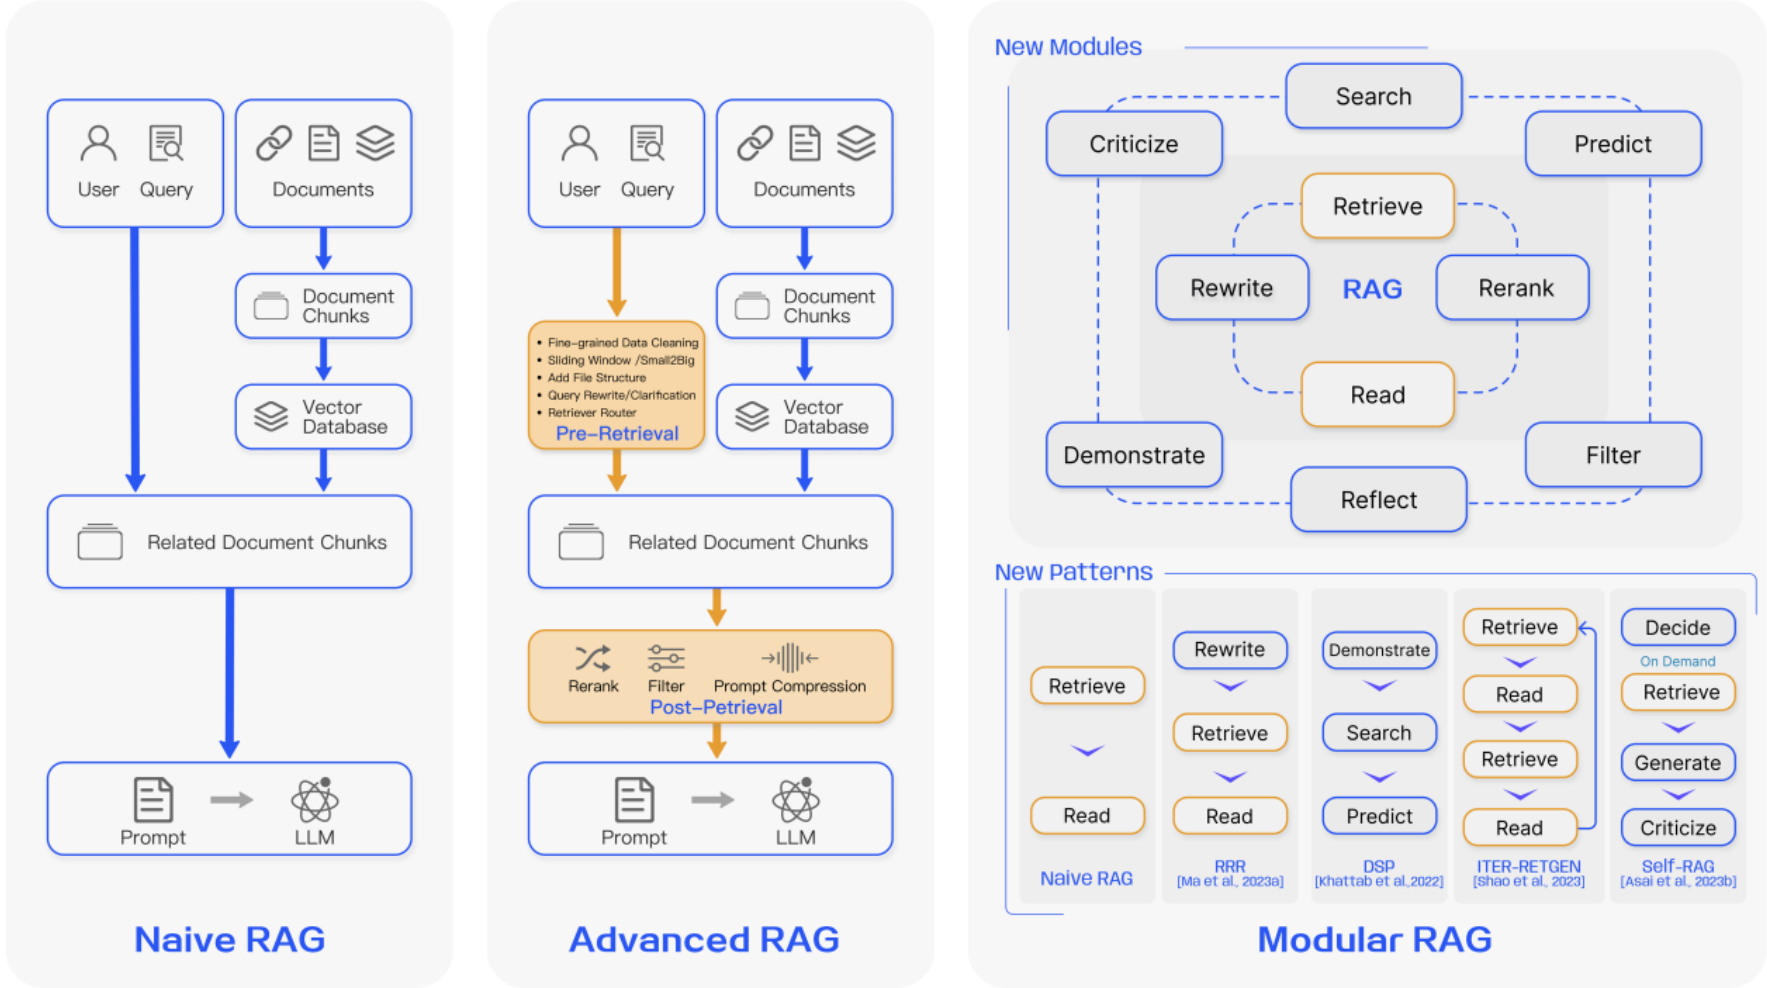 User Query
Documents
Document
Chunks
Vector
Database
Related Document Chunks
Prompt
LLM
Naive RAG
User Query
Documents
• Fine-grained Data Cleaning
• Sliding Window /Small2Big
• Add File Structure
• Query Rewrite/Clarification
• Retriever Router
Pre-Retrieval
Document
Chunks
Vector
Database
Related Document Chunks
Rerank
Filter
Prompt Compression
Post-Petrieval
Prompt
LLM
Advanced RAG
New Modules
Search
Criticize
Predict
Retrieve
Rewrite
RAG
Rerank
Read
Demonstrate
Filter
Reflect
New Patterns
Retrieve
Read
Naive RAG
Rewrite
Retrieve
Read
RRR
[Ma et al., 2023a]
Demonstrate
Search
Predict
DSP
[Khattab et al.,2022]
Retrieve
Read
Retrieve
Read
ITER-RETGEN
[Shao et al., 2023]
Decide
On Demand
Retrieve
Generate
Criticize
Self-RAG
[Asai et al., 2023b]
Modular RAG